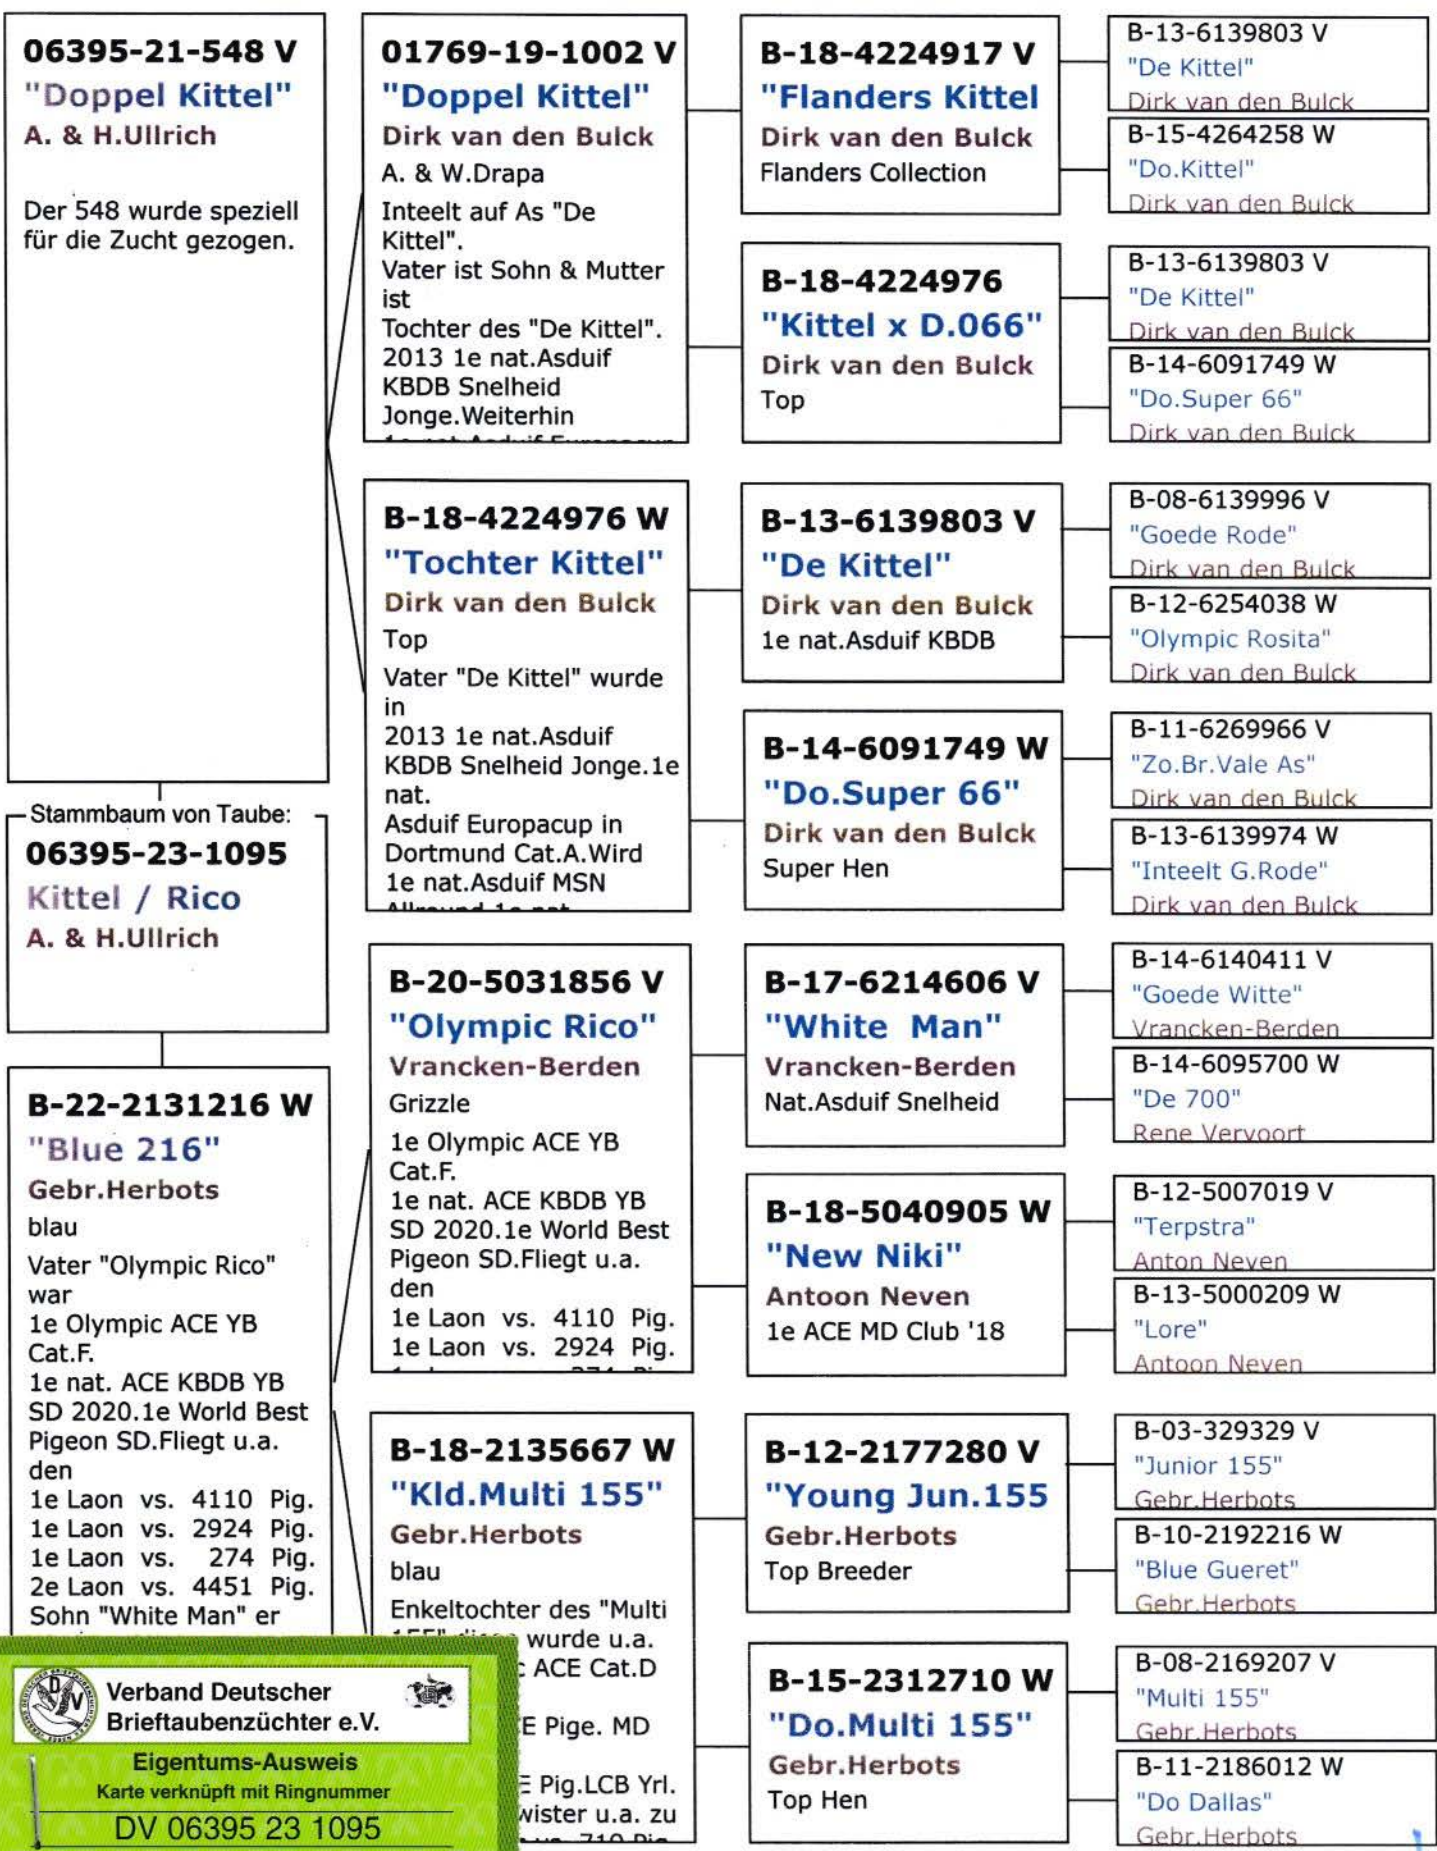 06395-21-548 V
"Doppel Kittel"
A. & H.Ullrich
Der 548 wurde speziell
für die Zucht gezogen.
Stammbaum von Taube:
06395-23-1095
Kittel / Rico
A. & H.Ullrich
B-22-2131216 W
"Blue 216"
Gebr.Herbots
blau
Vater "Olympic Rico"
war
1e Olympic ACE YB
Cat.F.
1e nat. ACE KBDB YB
SD 2020.1e World Best
Pigeon SD.Fliegt u.a.
den
1e Laon vs. 4110 Pig.
1e Laon vs. 2924 Pig.
1e Laon vs. 274 Pig.
2e Laon vs. 4451 Pig.
Sohn "White Man" er
Verband Deutscher
Brieftaubenzüchter e.V.
Eigentums-Ausweis
Karte verknüpft mit Ringnummer
DV 06395 23 1095
01769-19-1002 V
"Doppel Kittel"
Dirk van den Bulck
A. & W.Drapa
Inteelt auf As "De
Kittel".
Vater ist Sohn & Mutter
ist
Tochter des "De Kittel".
2013 1e nat.Asduif
KBDB Snelheid
Jonge.Weiterhin
1e nat.Asduif Europacup
B-18-4224976 W
"Tochter Kittel"
Dirk van den Bulck
Top
Vater "De Kittel" wurde
in
2013 1e nat.Asduif
KBDB Snelheid Jonge.1e
nat.
Asduif Europacup in
Dortmund Cat.A.Wird
1e nat.Asduif MSN
Allround 1e nat.
B-20-5031856 V
"Olympic Rico"
Vrancken-Berden
Grizzle
1e Olympic ACE YB
Cat.F.
1e nat. ACE KBDB YB
SD 2020.1e World Best
Pigeon SD.Fliegt u.a.
den
1e Laon vs. 4110 Pig.
1e Laon vs. 2924 Pig.
B-18-2135667 W
"Kld.Multi 155"
Gebr.Herbots
blau
Enkeltochter des "Multi
wurde u.a.
ACE Cat.D
Pige. MD
Pig.LCB Yrl.
u.a. zu
B-18-4224917 V
"Flanders Kittel
Dirk van den Bulck
Flanders Collection
B-18-4224976
"Kittel x D.066"
Dirk van den Bulck
Top
B-13-6139803 V
"De Kittel"
Dirk van den Bulck
1e nat.Asduif KBDB
B-14-6091749 W
"Do.Super 66"
Dirk van den Bulck
Super Hen
B-17-6214606 V
"White Man"
Vrancken-Berden
Nat.Asduif Snelheid
B-18-5040905 W
"New Niki"
Antoon Neven
1e ACE MD Club '18
B-12-2177280 V
"Young Jun.155
Gebr.Herbots
Top Breeder
B-15-2312710 W
"Do.Multi 155"
Gebr.Herbots
Top Hen
B-13-6139803 V
"De Kittel"
Dirk van den Bulck
B-15-4264258 W
"Do.Kittel"
Dirk van den Bulck
B-13-6139803 V
"De Kittel"
Dirk van den Bulck
B-14-6091749 W
"Do.Super 66"
Dirk van den Bulck
B-08-6139996 V
"Goede Rode"
Dirk van den Bulck
B-12-6254038 W
"Olympic Rosita"
Dirk van den Bulck
B-11-6269966 V
"Zo.Br.Vale As"
Dirk van den Bulck
B-13-6139974 W
"Inteelt G.Rode"
Dirk van den Bulck
B-14-6140411 V
"Goede Witte"
Vrancken-Berden
B-14-6095700 W
"De 700"
Rene Vervoort
B-12-5007019 V
"Terpstra"
Anton Neven
B-13-5000209 W
"Lore"
Antoon Neven
B-03-329329 V
"Junior 155"
Gebr.Herbots
B-10-2192216 W
"Blue Gueret"
Gebr.Herbots
B-08-2169207 V
"Multi 155"
Gebr.Herbots
B-11-2186012 W
"Do Dallas"
Gebr.Herbots